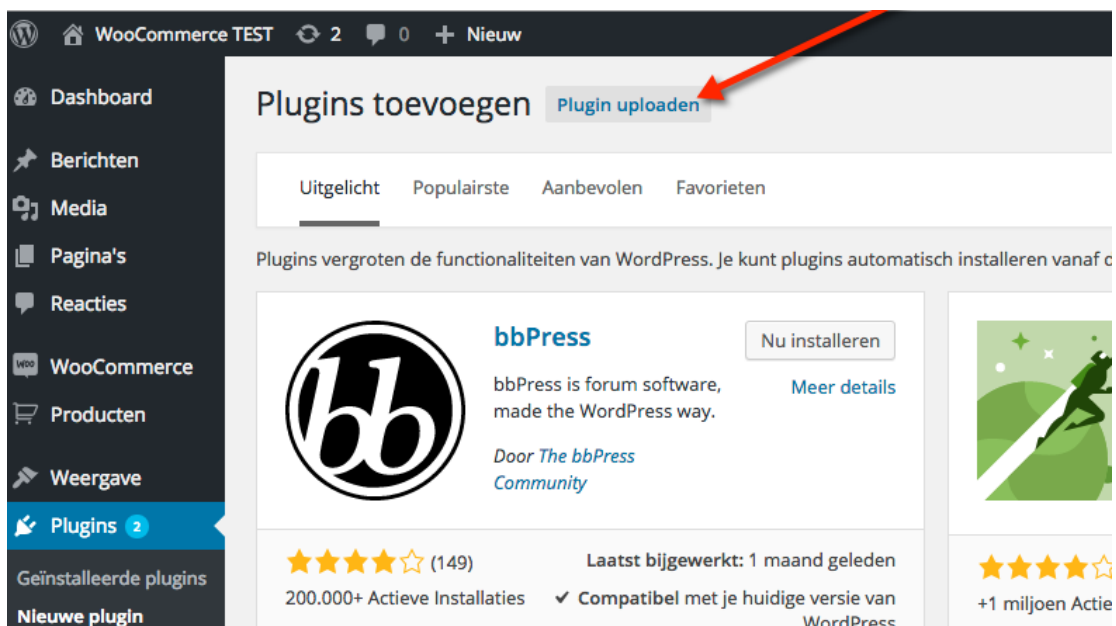 WooCommerce TEST 2 0 + Nieuw
Dashboard
Berichten
Media
Pagina's
Reacties
WOO WooCommerce
Producten
Weergave
Plugins 2
Geïnstalleerde plugins
Nieuwe plugin
Plugins toevoegen Plugin uploaden
Uitgelicht Populairste Aanbevolen Favorieten
Plugins vergroten de functionaliteiten van WordPress. Je kunt plugins automatisch installeren vanaf
bb
bbPress
Nu installeren
bbPress is forum software,
made the WordPress way.
Meer details
Door The bbPress
Community
(149)
200.000+ Actieve Installaties
Laatst bijgewerkt: 1 maand geleden
✔ Compatibel met je huidige versie van
WordPress
+1 miljoen Actie